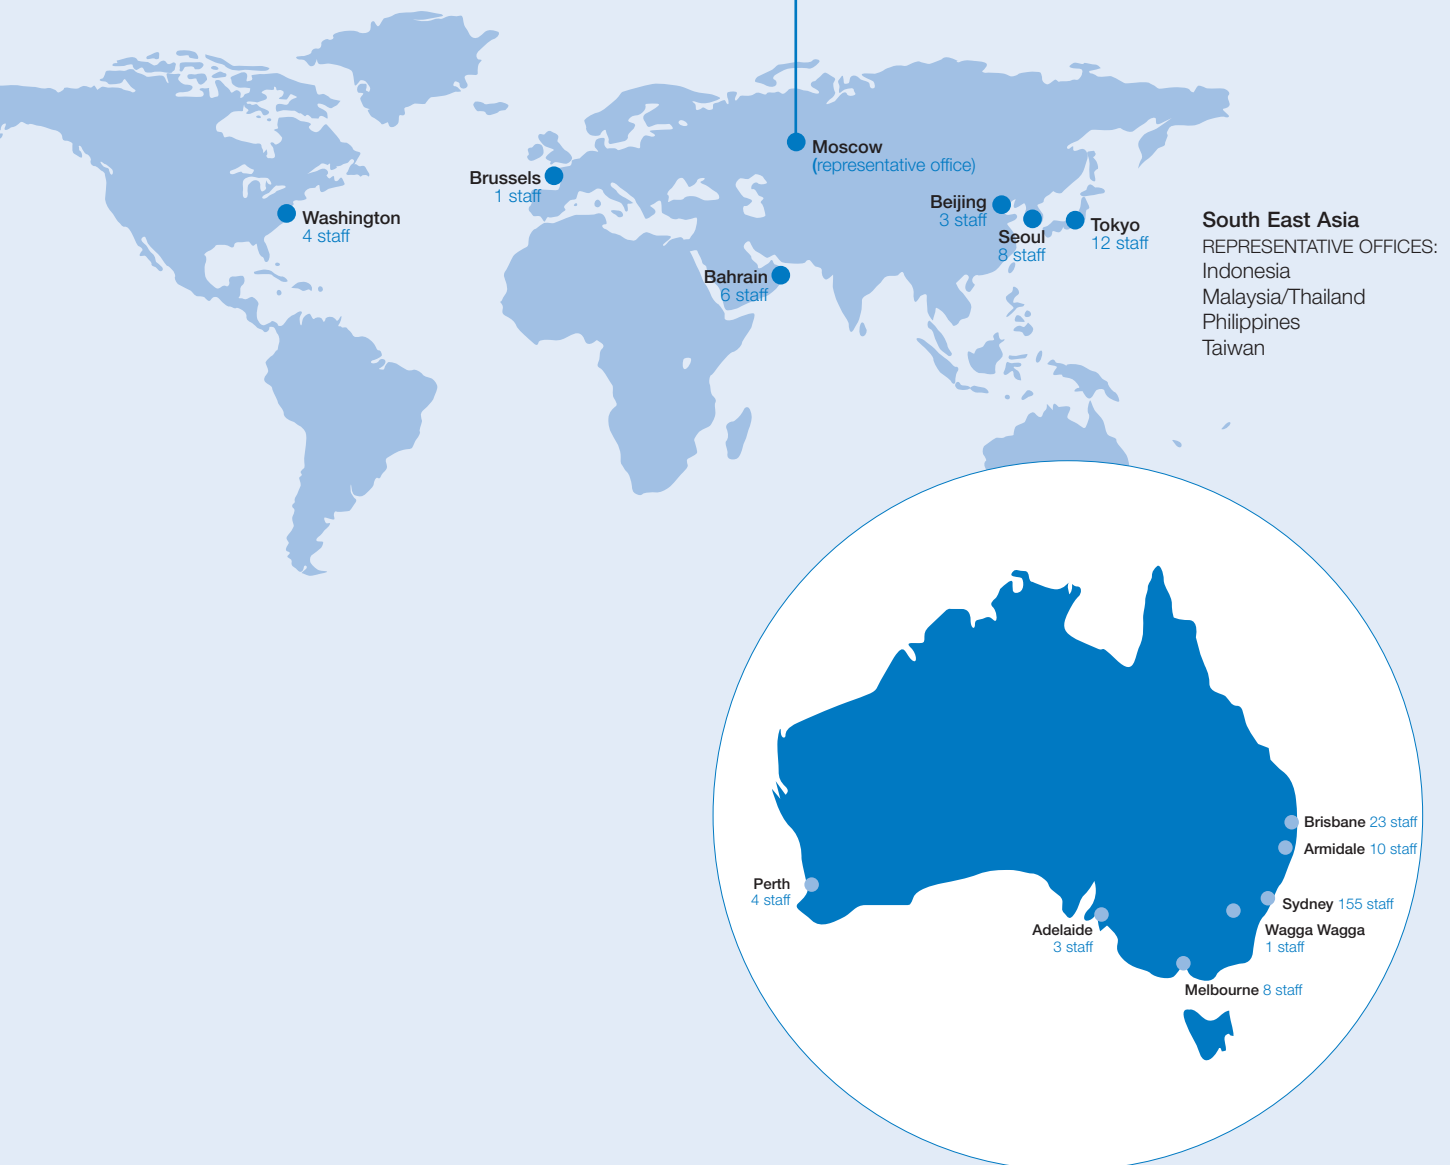 Moscow
(representative office)
Brussels
1 staff
Washington
4 staff
Beijing
3 staff
Seoul
8 staff
Tokyo
12 staff
Bahrain
6 staff
South East Asia
REPRESENTATIVE OFFICES:
Indonesia
Malaysia/Thailand
Philippines
Taiwan
Brisbane 23 staff
Armidale 10 staff
Perth
4 staff
Sydney 155 staff
Adelaide
3 staff
Wagga Wagga
1 staff
Melbourne 8 staff